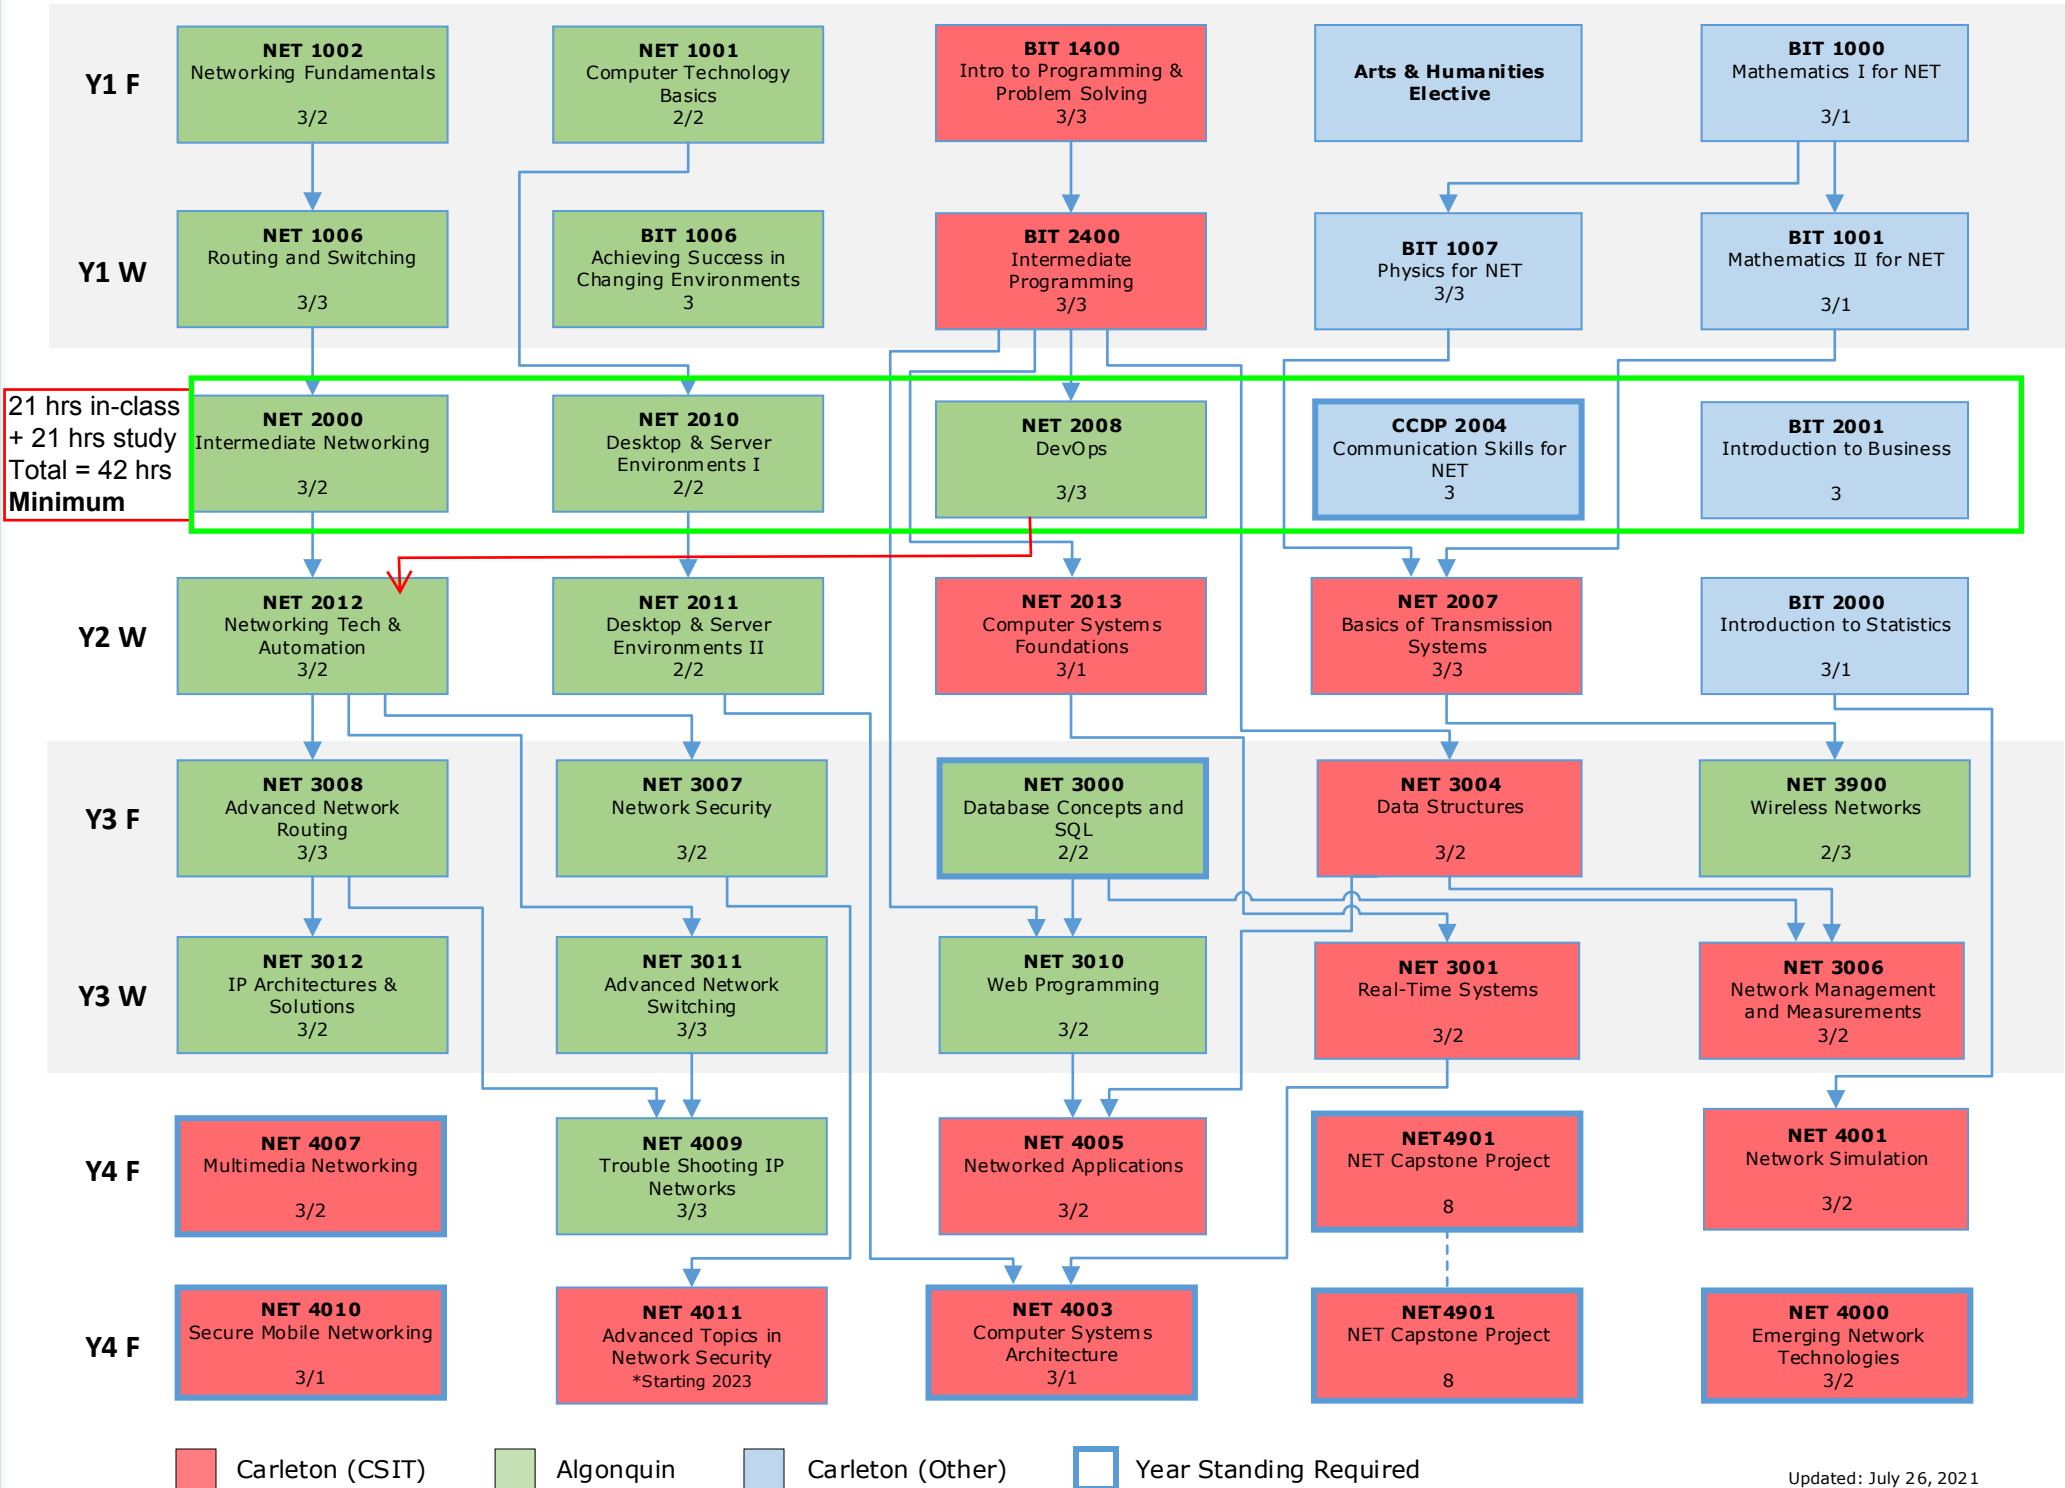 Y1 F
NET 1002
Networking Fundamentals
3/2
NET 1001
Computer Technology
Basics
2/2
BIT 1400
Intro to Programming &
Problem Solving
3/3
Arts & Humanities
Elective
BIT 1000
Mathematics I for NET
3/1
Y1 W
NET 1006
Routing and Switching
3/3
BIT 1006
Achieving Success in
Changing Environments
3
BIT 2400
Intermediate
Programming
3/3
BIT 1007
Physics for NET
3/3
BIT 1001
Mathematics II for NET
3/1
21 hrs in-class
+ 21 hrs study
Total = 42 hrs
Minimum
NET 2000
Intermediate Networking
3/2
NET 2010
Desktop & Server
Environments I
2/2
NET 2008
DevOps
3/3
CCDP 2004
Communication Skills for
NET
3
BIT 2001
Introduction to Business
3
Y2 W
NET 2012
Networking Tech &
Automation
3/2
NET 2011
Desktop & Server
Environments II
2/2
NET 2013
Computer Systems
Foundations
3/1
NET 2007
Basics of Transmission
Systems
3/3
BIT 2000
Introduction to Statistics
3/1
Y3 F
NET 3008
Advanced Network
Routing
3/3
NET 3007
Network Security
3/2
NET 3000
Database Concepts and
SQL
2/2
NET 3004
Data Structures
3/2
NET 3900
Wireless Networks
2/3
Y3 W
NET 3012
IP Architectures &
Solutions
3/2
NET 3011
Advanced Network
Switching
3/3
NET 3010
Web Programming
3/2
NET 3001
Real-Time Systems
3/2
NET 3006
Network Management
and Measurements
3/2
Y4 F
NET 4007
Multimedia Networking
3/2
NET 4009
Trouble Shooting IP
Networks
3/3
NET 4005
Networked Applications
3/2
NET4901
NET Capstone Project
8
NET 4001
Network Simulation
3/2
Y4 F
NET 4010
Secure Mobile Networking
3/1
NET 4011
Advanced Topics in
Network Security
*Starting 2023
NET 4003
Computer Systems
Architecture
3/1
NET4901
NET Capstone Project
8
NET 4000
Emerging Network
Technologies
3/2
Carleton (CSIT)
Algonquin
Carleton (Other)
Year Standing Required
Updated: July 26, 2021